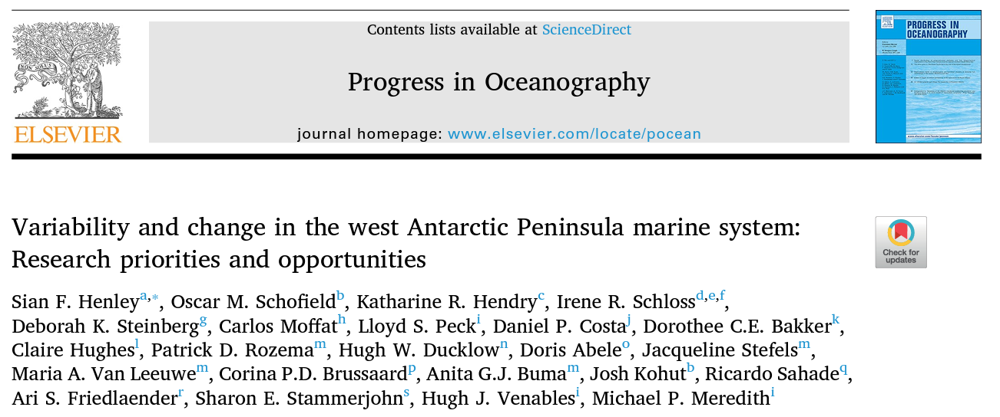 Contents lists available at ScienceDirect
Progress in Oceanography
journal homepage: www.elsevier.com/locate/pocean
NON SOLUS
ELSEVIER
PROGRESS IN
OCEANOGRAPHY
Variability and change in the west Antarctic Peninsula marine system:
Research priorities and opportunities
Check for
updates
Sian F. Henleya,*, Oscar M. Schofieldb, Katharine R. Hendryc, Irene R. Schlossd,e,f,
Deborah K. Steinbergg, Carlos Moffath, Lloyd S. Pecki, Daniel P. Costaj, Dorothee C.E. Bakkerk,
Claire Hughesl, Patrick D. Rozemam, Hugh W. Ducklown, Doris Abeleo, Jacqueline Stefelsm,
Maria A. Van Leeuwem, Corina P.D. Brussaardp, Anita G.J. Bumam, Josh Kohutb, Ricardo Sahadeq,
Ari S. Friedlaenderr, Sharon E. Stammerjohns, Hugh J. Venablesi, Michael P. Meredithi